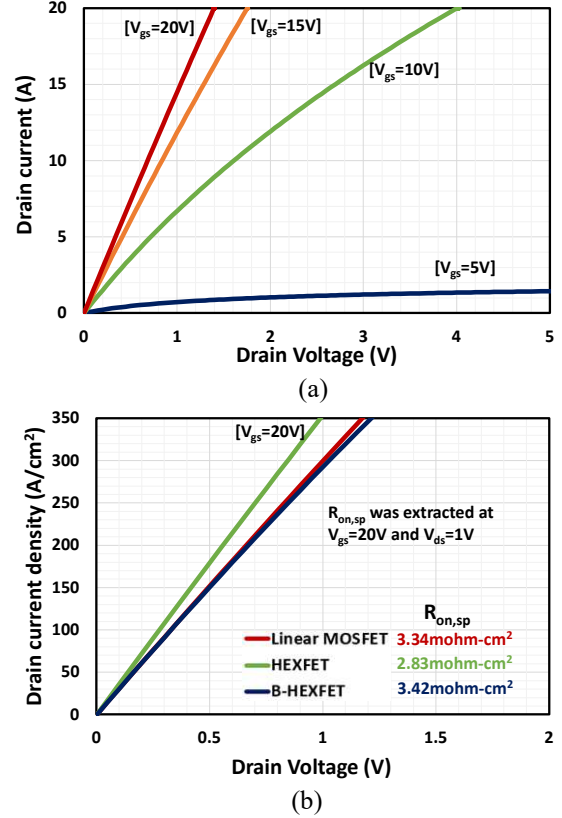 20
15
10
5
0
Drain current (A)
[Vgs=20V]
[Vgs=15V]
[Vgs=10V]
[Vgs=5V]
0 1 2 3 4 5
Drain Voltage (V)
(a)
350
300
250
200
150
100
50
0
Drain current density (A/cm²)
[Vgs=20V]
Ron,sp was extracted at
Vgs=20V and Vds=1V
Ron,sp
Linear MOSFET 3.34mohm-cm²
HEXFET 2.83mohm-cm²
B-HEXFET 3.42mohm-cm²
0 0.5 1 1.5 2
Drain Voltage (V)
(b)